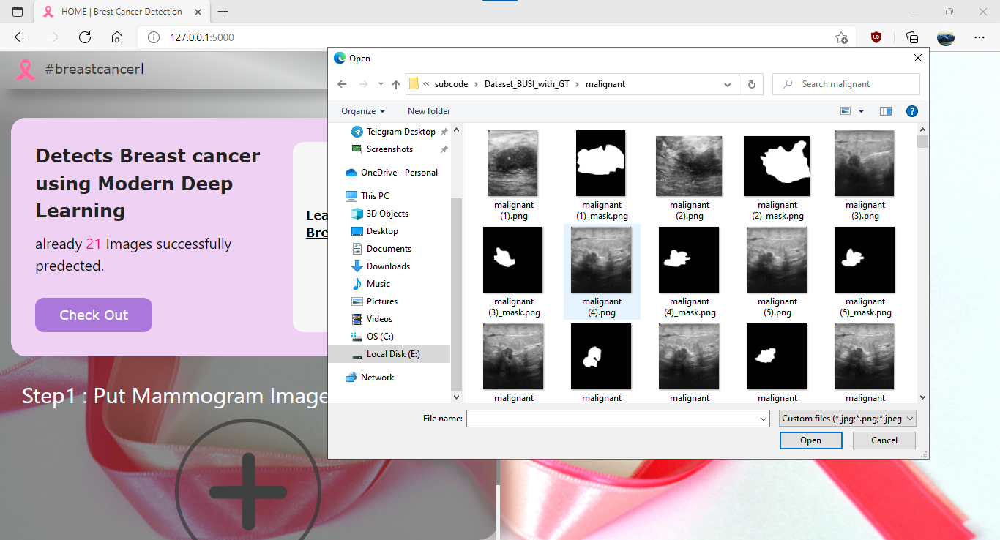 HOME | Brest Cancer Detection
127.0.0.1:5000
#breastcancer
Detects Breast cancer
using Modern Deep
Learning
already 21 Images successfully
predected.
Check Out
Lea
Bre
Step1 : Put Mammogram Image
Open
« subcode › Dataset_BUSI_with_GT › malignant
Search malignant
Organize
New folder
Telegram Desktop
Screenshots
OneDrive - Personal
This PC
3D Objects
Desktop
Documents
Downloads
Music
Pictures
Videos
OS (C:)
Local Disk (E:)
Network
malignant
(1).png
malignant
(1)_mask.png
malignant
(2).png
malignant
(2)_mask.png
malignant
(3).png
malignant
(3)_mask.png
malignant
(4).png
malignant
(4)_mask.png
malignant
(5).png
malignant
(5)_mask.png
malignant
malignant
malignant
malignant
malignant
File name:
Custom files (*.jpg;*.png;*.jpeg
Open
Cancel